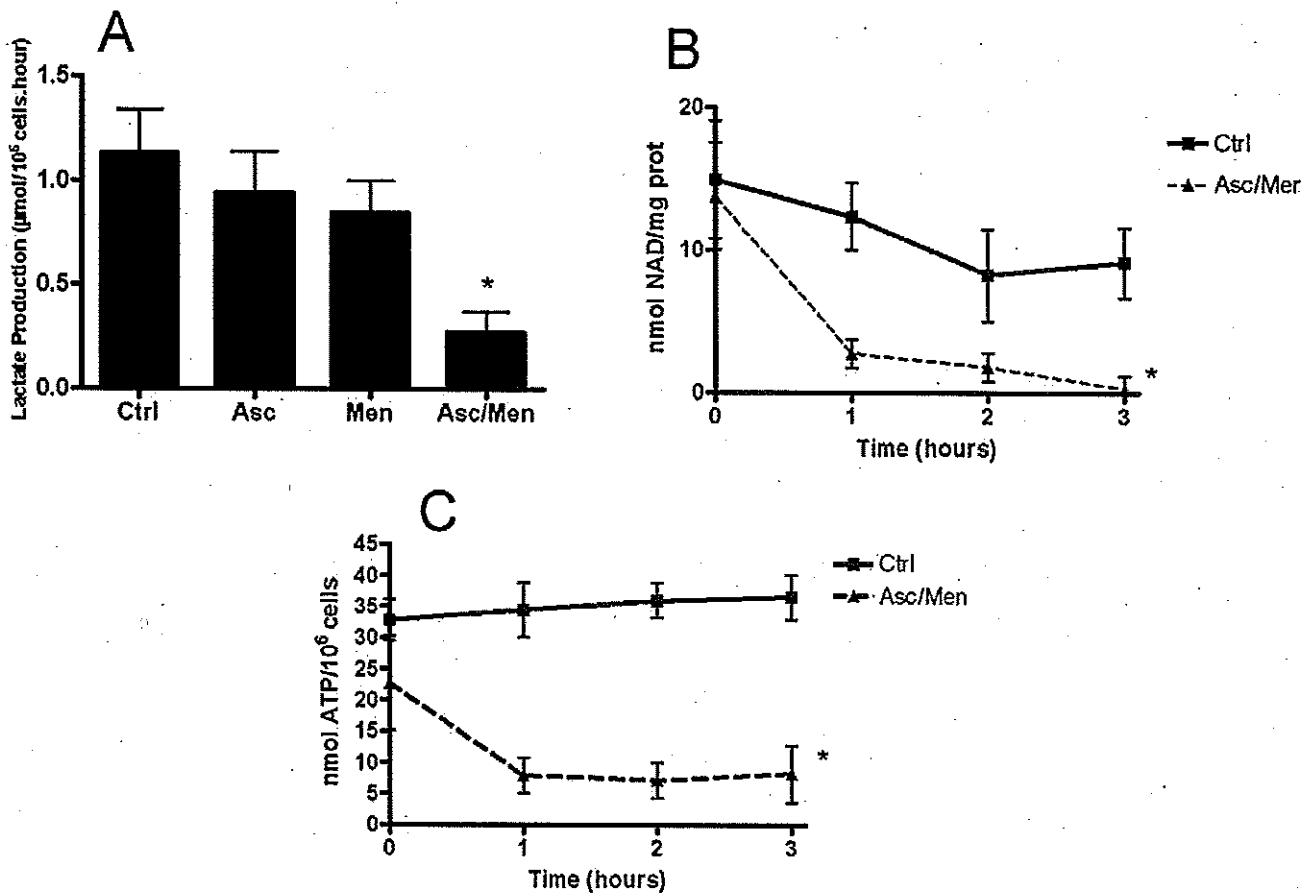 A
Lactate Production (µmol/10⁶ cells.hour)
1.5
1.0
0.5
0.0
*
Ctrl Asc Men Asc/Men
B
nmol NAD/mg prot
20
10
0
Ctrl
Asc/Men
*
0 1 2 3
Time (hours)
C
nmol ATP/10⁶ cells
45
40
35
30
25
20
15
10
5
0
Ctrl
Asc/Men
*
0 1 2 3
Time (hours)